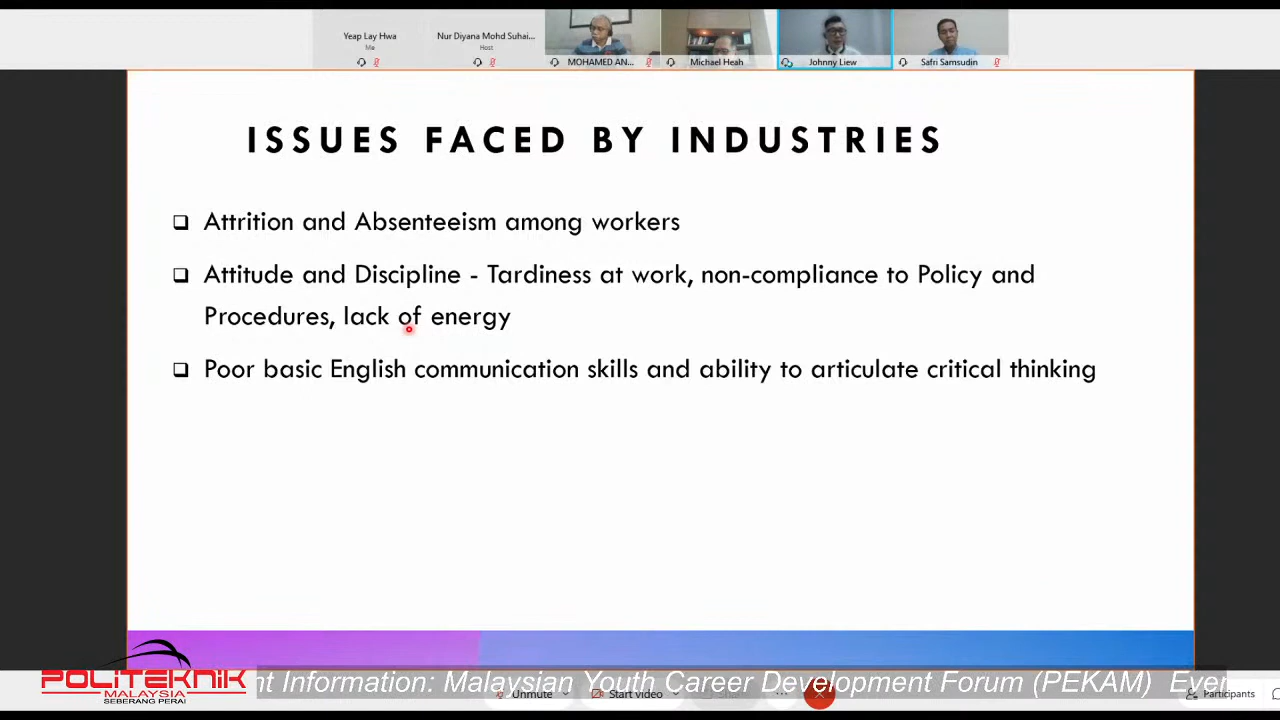 Yeap Lay Hwa
Me
Nur Diyana Mohd Suhai...
Host
MOHAMED AN...
Michael Heah
Johnny Liew
Safri Samsudin
ISSUES FACED BY INDUSTRIES
Attrition and Absenteeism among workers
Attitude and Discipline - Tardiness at work, non-compliance to Policy and
Procedures, lack of energy
Poor basic English communication skills and ability to articulate critical thinking
POLITEKNIK
MALAYSIA
SEBERANG PERAI
nt Information: Malaysian Youth Career Development Forum (PEKAM) Even
Unmute
Start video
Participants